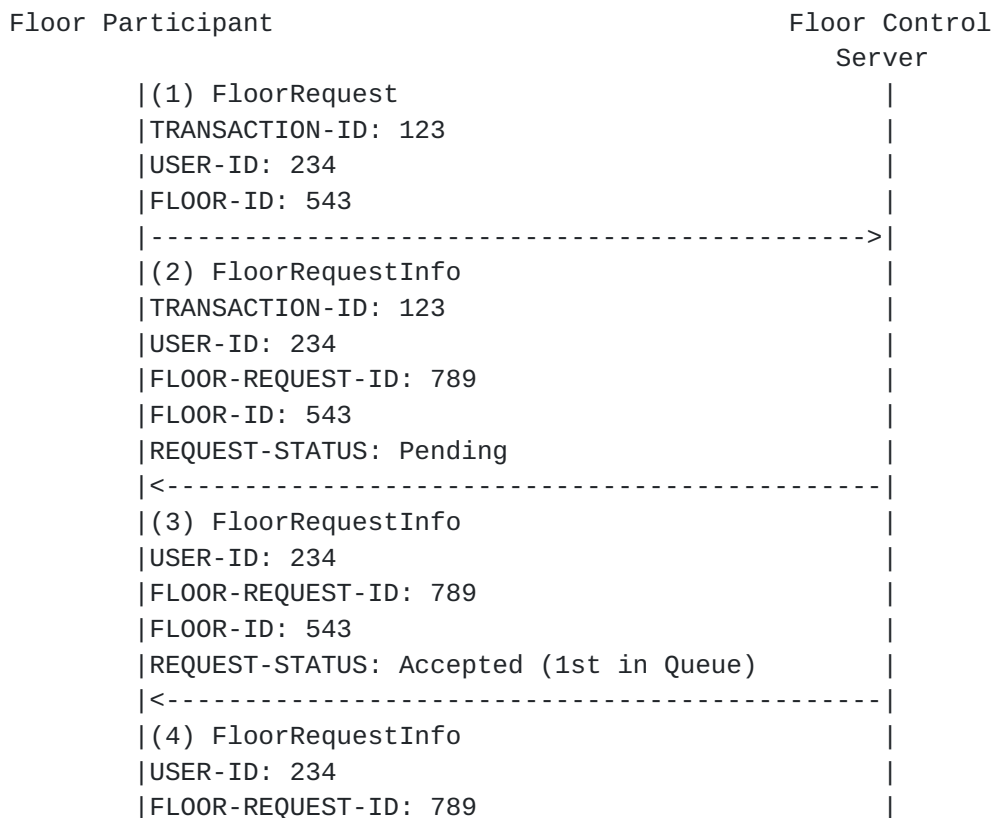 Floor Participant                                 Floor Control
                                                     Server
        |(1) FloorRequest                               |
        |TRANSACTION-ID: 123                            |
        |USER-ID: 234                                   |
        |FLOOR-ID: 543                                  |
        |---------------------------------------------->|
        |(2) FloorRequestInfo                           |
        |TRANSACTION-ID: 123                            |
        |USER-ID: 234                                   |
        |FLOOR-REQUEST-ID: 789                          |
        |FLOOR-ID: 543                                  |
        |REQUEST-STATUS: Pending                        |
        |<----------------------------------------------|
        |(3) FloorRequestInfo                           |
        |USER-ID: 234                                   |
        |FLOOR-REQUEST-ID: 789                          |
        |FLOOR-ID: 543                                  |
        |REQUEST-STATUS: Accepted (1st in Queue)        |
        |<----------------------------------------------|
        |(4) FloorRequestInfo                           |
        |USER-ID: 234                                   |
        |FLOOR-REQUEST-ID: 789                          |